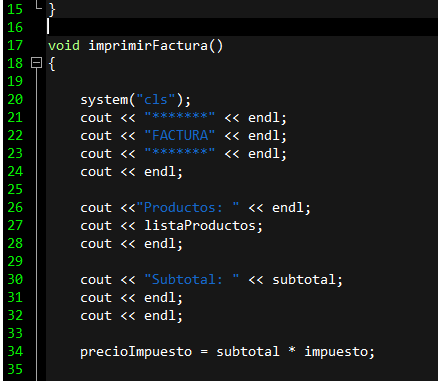 15 }
16
17 void imprimirFactura()
18 {
19
20 system("cls");
21 cout << "*******" << endl;
22 cout << "FACTURA" << endl;
23 cout << "*******" << endl;
24 cout << endl;
25
26 cout <<"Productos: " << endl;
27 cout << listaProductos;
28 cout << endl;
29
30 cout << "Subtotal: " << subtotal;
31 cout << endl;
32 cout << endl;
33
34 precioImpuesto = subtotal * impuesto;
35